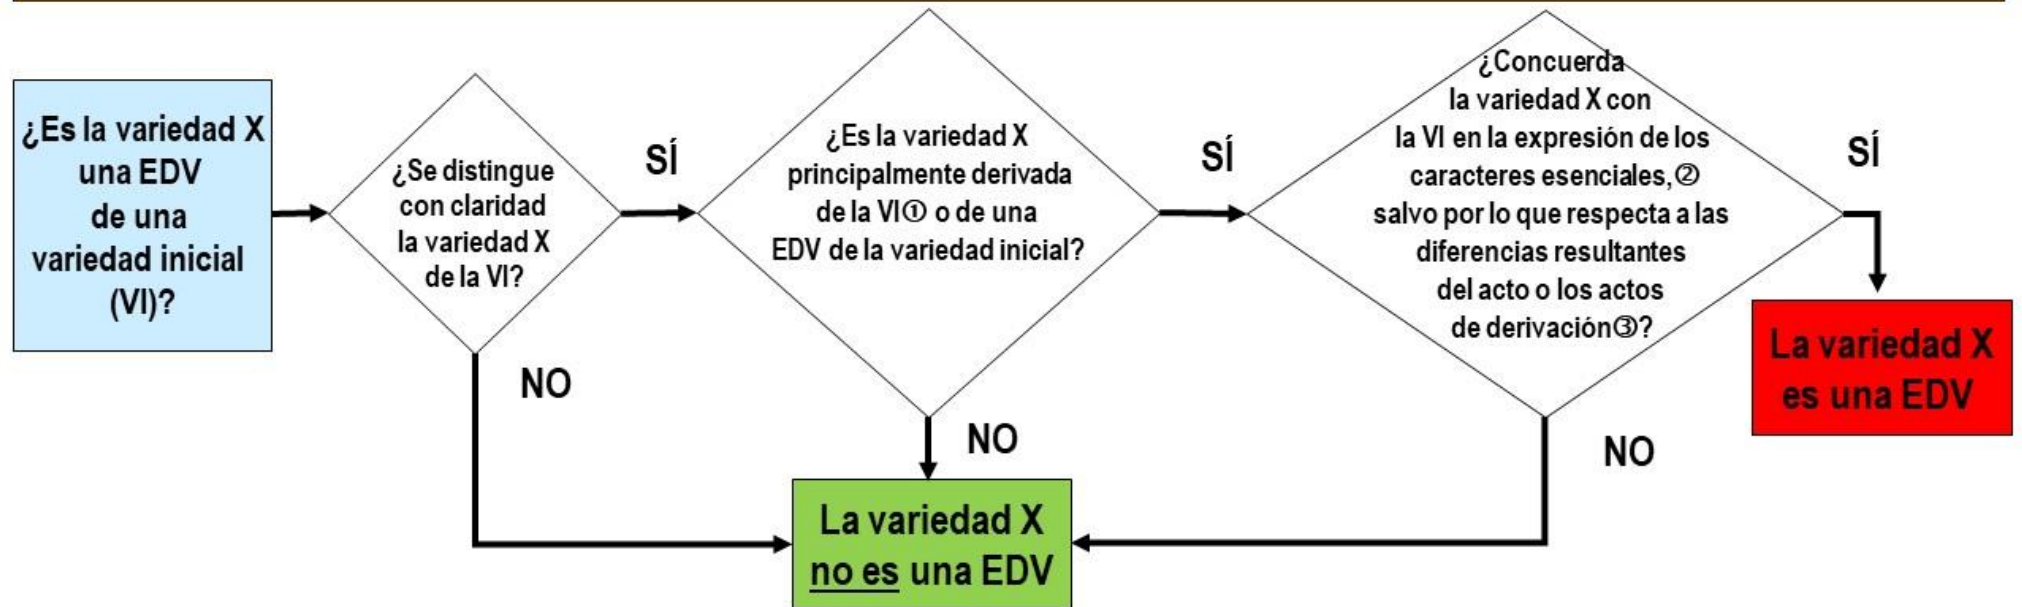 ¿Es la variedad X
una EDV
de una
variedad inicial
(VI)?
¿Se distingue
con claridad
la variedad X
de la VI?
SÍ
NO
¿Es la variedad X
principalmente derivada
de la VI① o de una
EDV de la variedad inicial?
SÍ
NO
¿Concuerda
la variedad X con
la VI en la expresión de los
caracteres esenciales,②
salvo por lo que respecta a las
diferencias resultantes
del acto o los actos
de derivación③?
SÍ
NO
La variedad X
es una EDV
La variedad X
no es una EDV